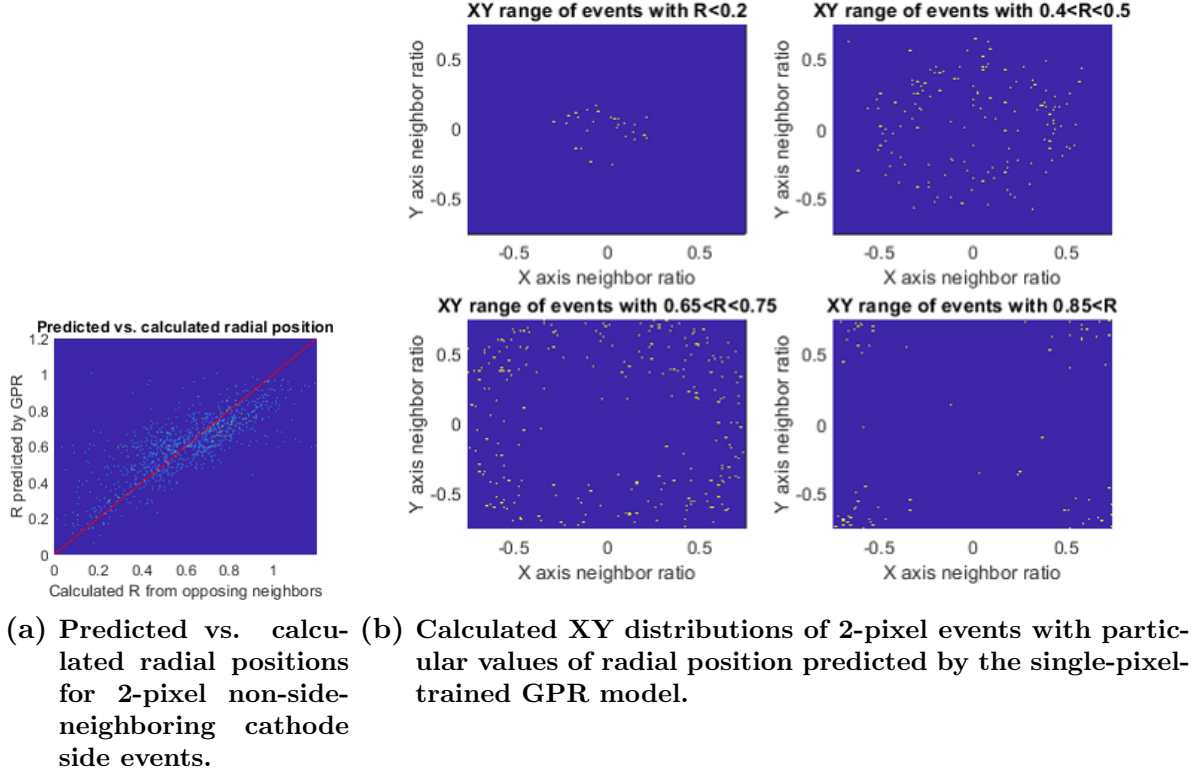 XY range of events with R<0.2
0.5
0
-0.5
Y axis neighbor ratio
-0.5 0 0.5
X axis neighbor ratio
XY range of events with 0.4<R<0.5
0.5
0
-0.5
Y axis neighbor ratio
-0.5 0 0.5
X axis neighbor ratio
Predicted vs. calculated radial position
1.2
1
0.8
0.6
0.4
0.2
0
R predicted by GPR
0 0.2 0.4 0.6 0.8 1
Calculated R from opposing neighbors
XY range of events with 0.65<R<0.75
0.5
0
-0.5
Y axis neighbor ratio
-0.5 0 0.5
X axis neighbor ratio
XY range of events with 0.85<R
0.5
0
-0.5
Y axis neighbor ratio
-0.5 0 0.5
X axis neighbor ratio
(a) Predicted vs. calcu-
lated radial positions
for 2-pixel non-side-
neighboring cathode
side events.
(b) Calculated XY distributions of 2-pixel events with partic-
ular values of radial position predicted by the single-pixel-
trained GPR model.